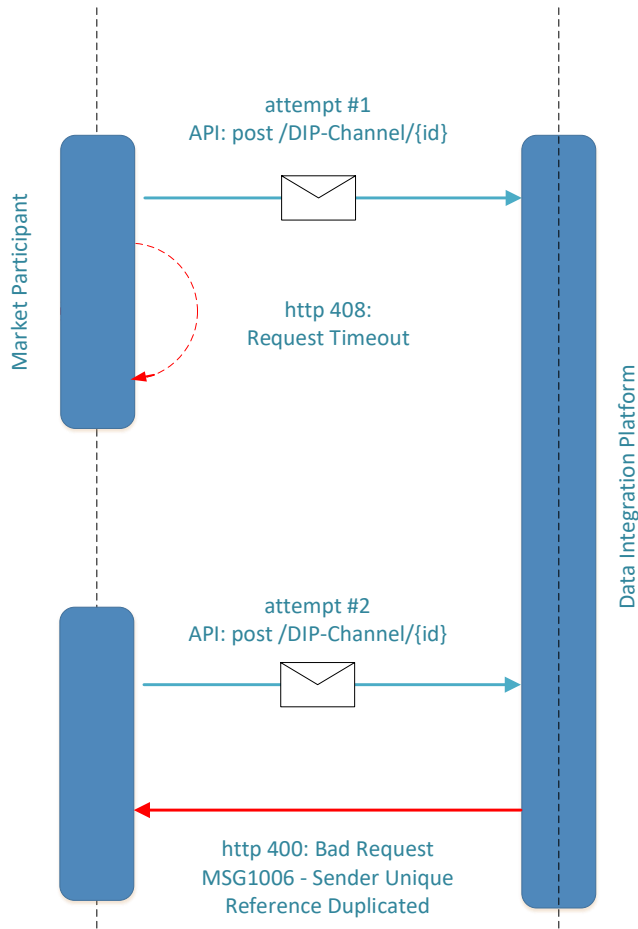 attempt #1
API: post /DIP-Channel/{id}
Market Participant
http 408:
Request Timeout
Data Integration Platform
attempt #2
API: post /DIP-Channel/{id}
http 400: Bad Request
MSG1006 - Sender Unique
Reference Duplicated